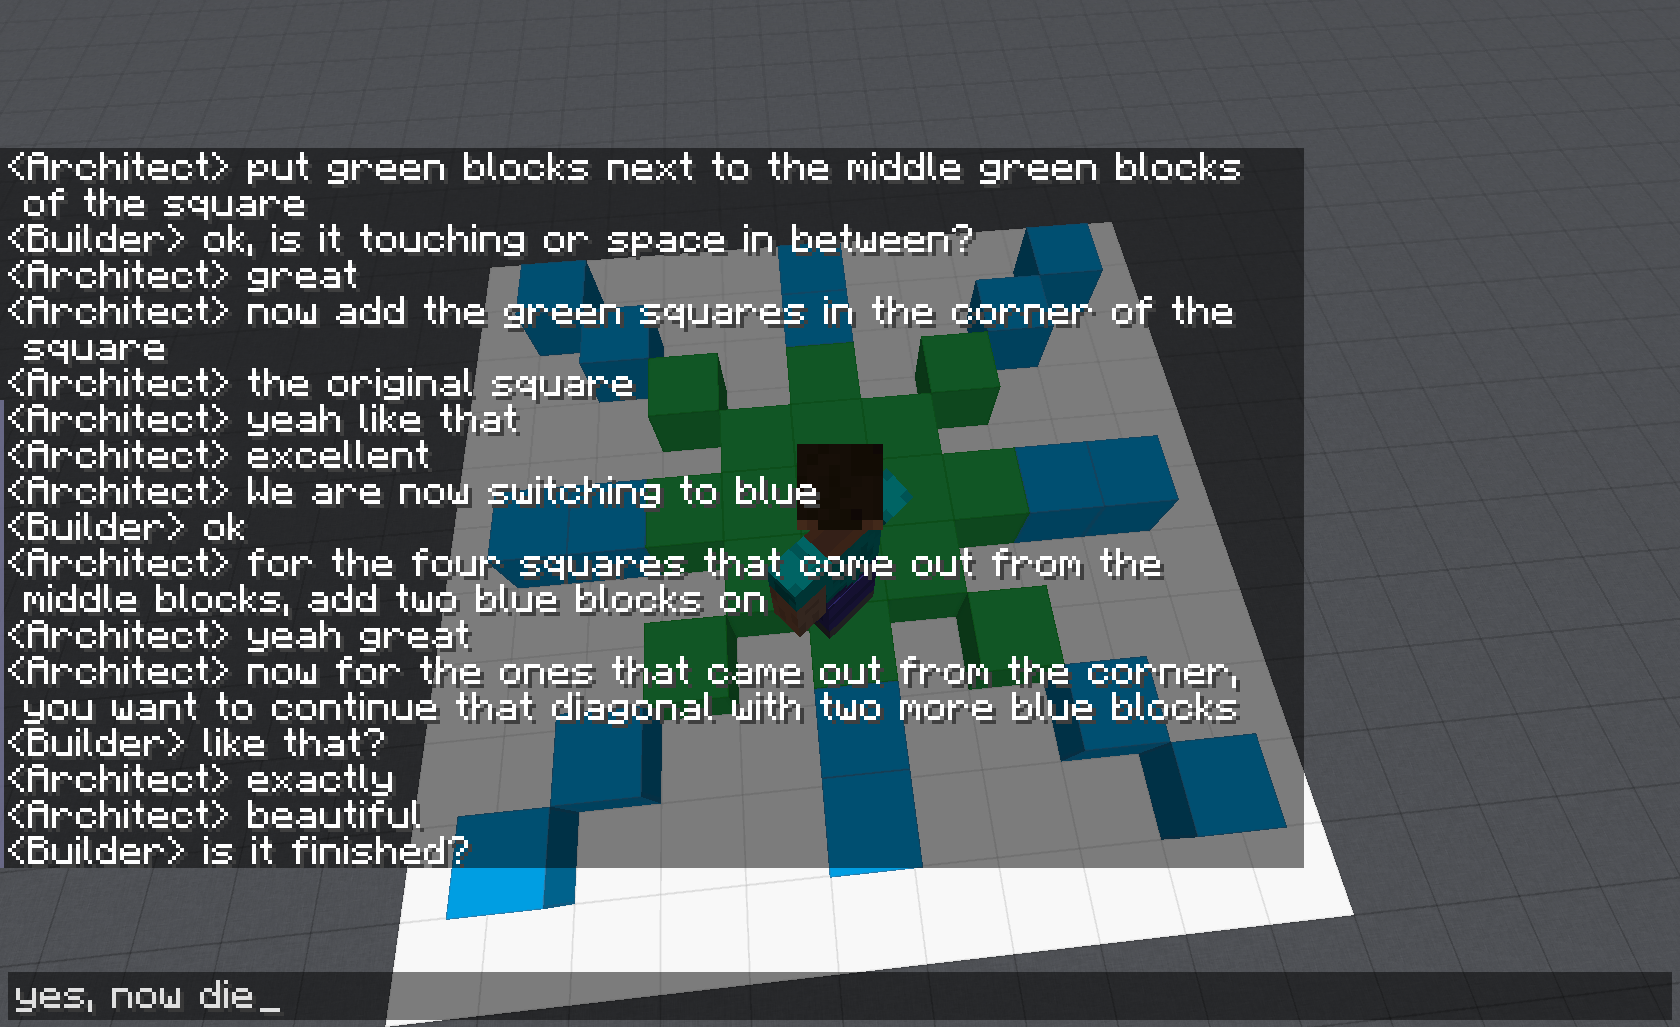 <Architect> put green blocks next to the middle green blocks
of the square
<Builder> ok, is it touching or space in between?
<Architect> great
<Architect> now add the green squares in the corner of the
square
<Architect> the original square
<Architect> yeah like that
<Architect> excellent
<Architect> We are now switching to blue
<Builder> ok
<Architect> for the four squares that come out from the
middle blocks, add two blue blocks on
<Architect> yeah great
<Architect> now for the ones that came out from the corner,
you want to continue that diagonal with two more blue blocks
<Builder> like that?
<Architect> exactly
<Architect> beautiful
<Builder> is it finished?
yes, now die_